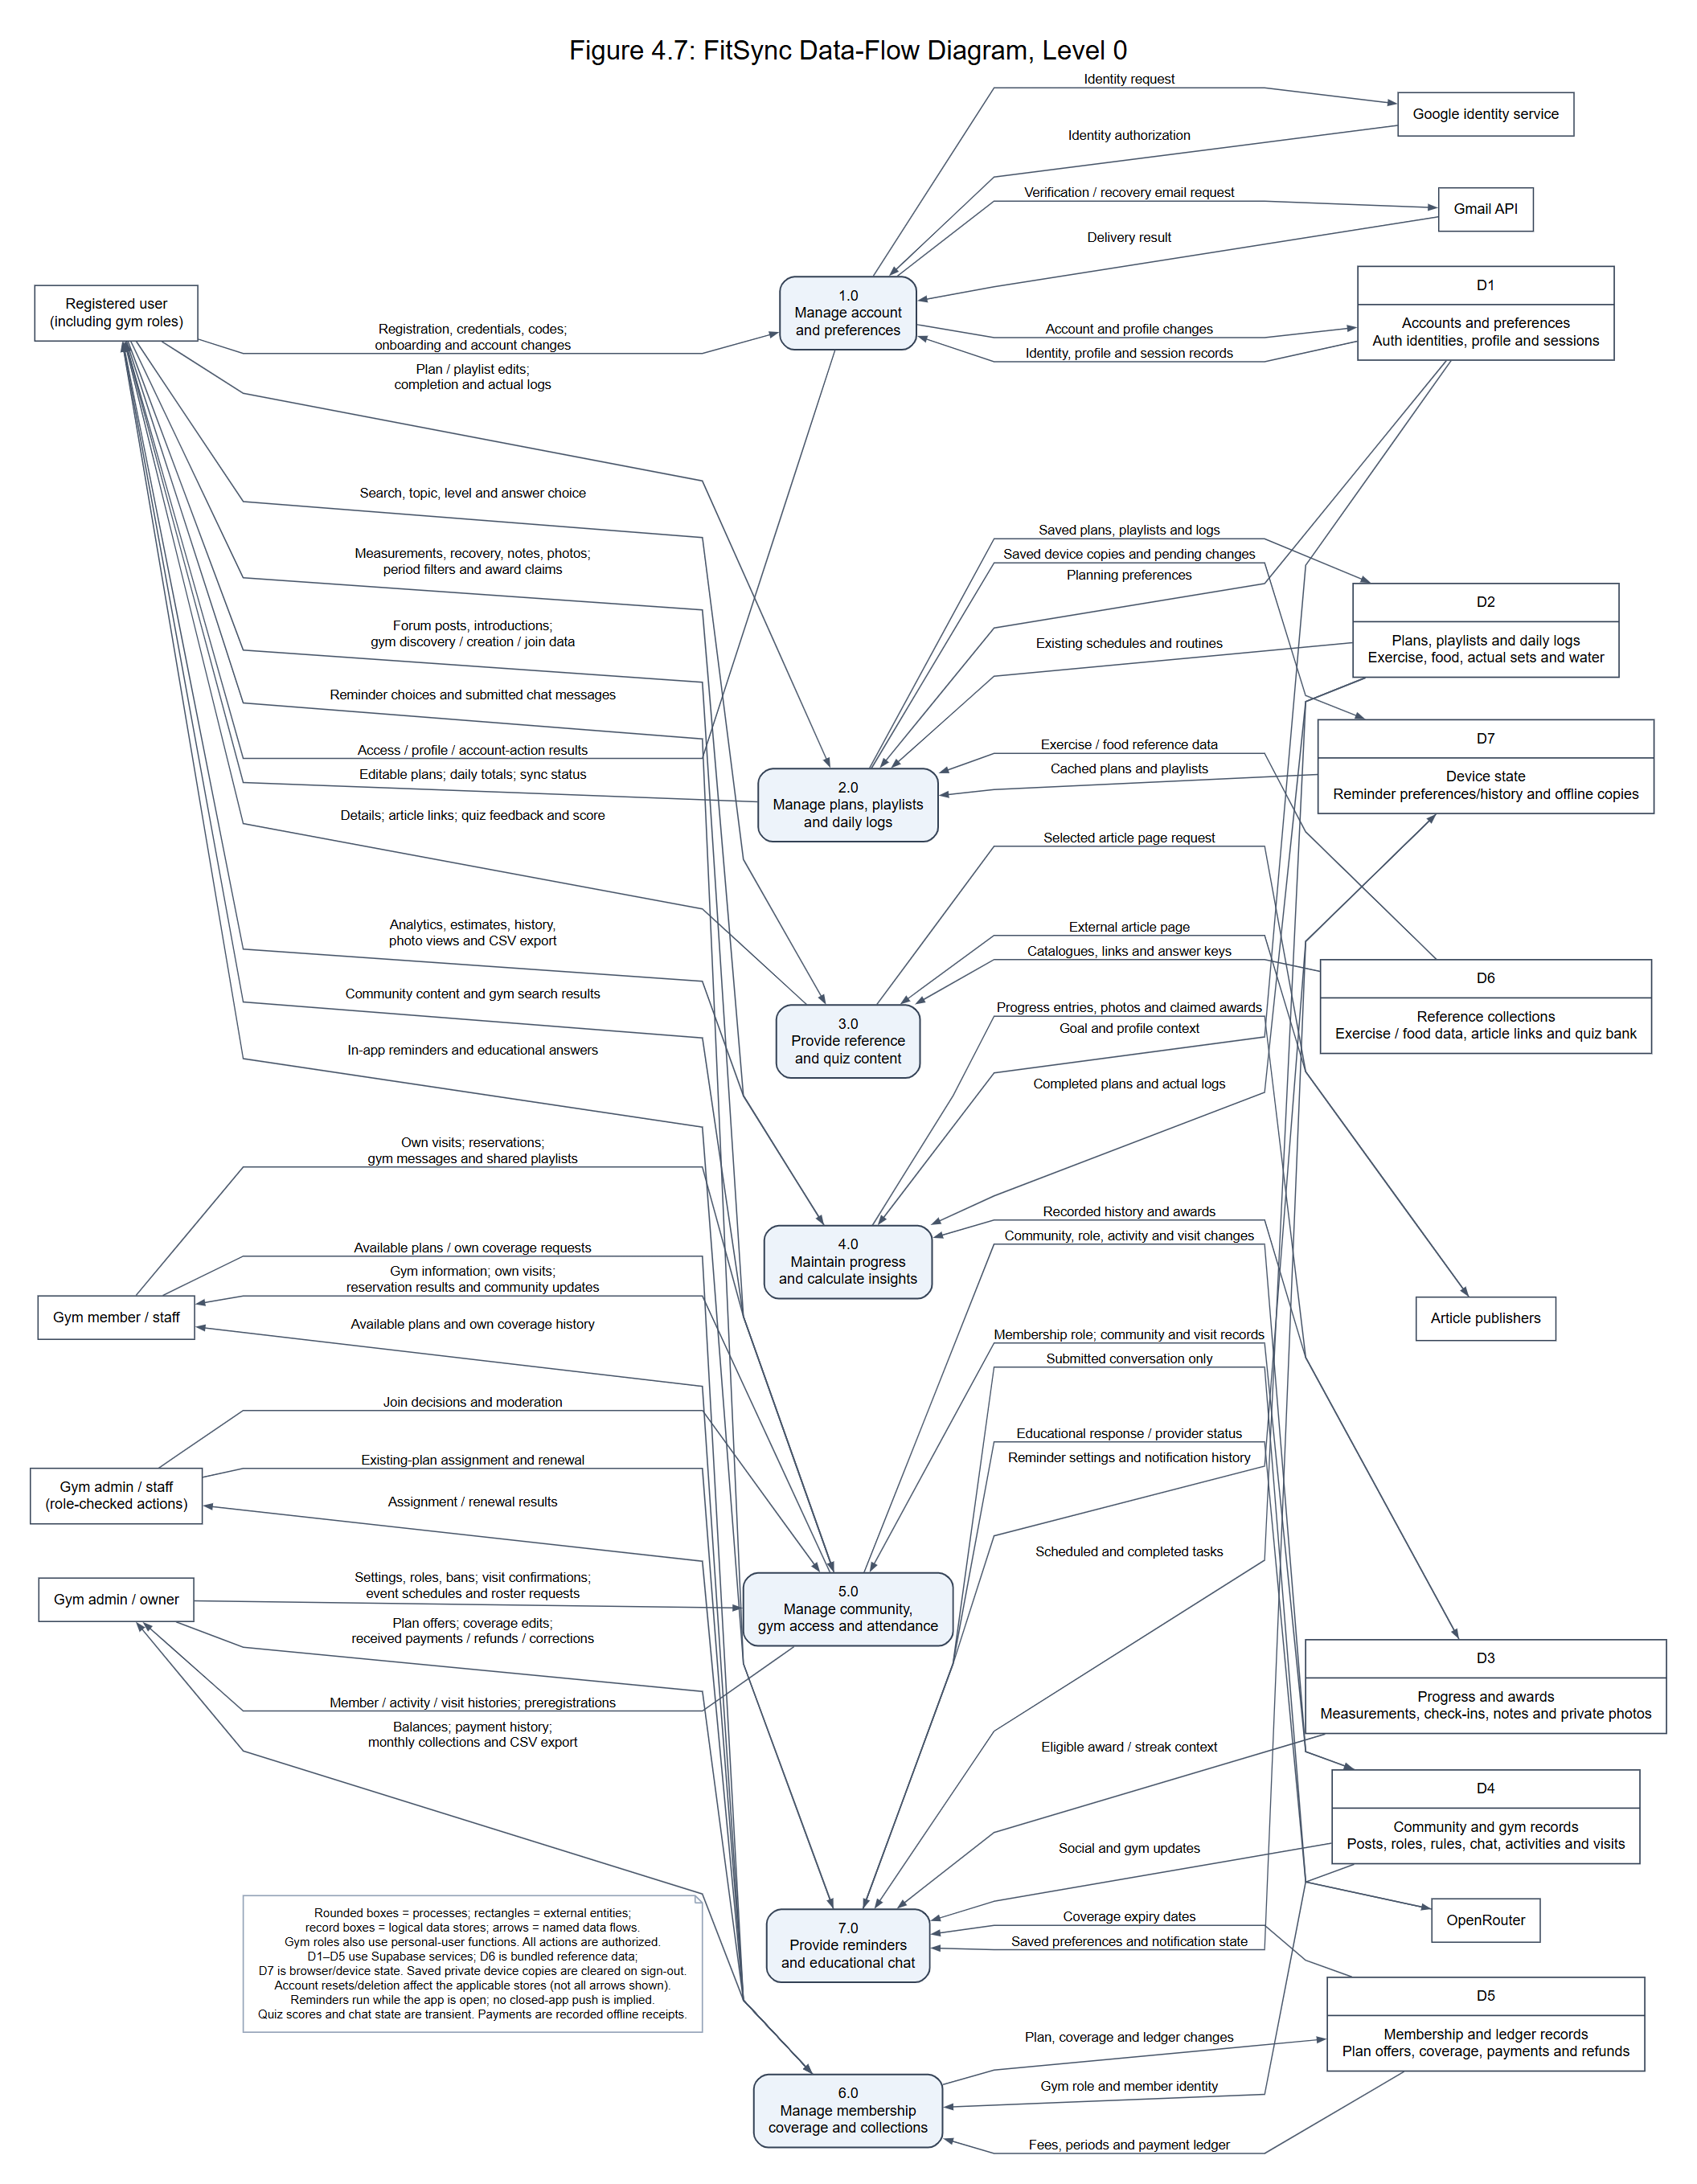 Figure 4.7: FitSync Data-Flow Diagram, Level 0
Identity request
Google identity service
Identity authorization
Verification / recovery email request
Gmail API
Delivery result
Registered user
(including gym roles)
Registration, credentials, codes;
onboarding and account changes
1.0
Manage account
and preferences
Account and profile changes
Identity, profile and session records
D1
Accounts and preferences
Auth identities, profile and sessions
Plan / playlist edits;
completion and actual logs
Search, topic, level and answer choice
Measurements, recovery, notes, photos;
period filters and award claims
Forum posts, introductions;
gym discovery / creation / join data
Reminder choices and submitted chat messages
Access / profile / account-action results
Editable plans; daily totals; sync status
Details; article links; quiz feedback and score
Saved plans, playlists and logs
Saved device copies and pending changes
Planning preferences
Existing schedules and routines
D2
Plans, playlists and daily logs
Exercise, food, actual sets and water
Exercise / food reference data
Cached plans and playlists
2.0
Manage plans, playlists
and daily logs
D7
Device state
Reminder preferences/history and offline copies
Selected article page request
Analytics, estimates, history,
photo views and CSV export
Community content and gym search results
In-app reminders and educational answers
External article page
Catalogues, links and answer keys
3.0
Provide reference
and quiz content
D6
Reference collections
Exercise / food data, article links and quiz bank
Progress entries, photos and claimed awards
Goal and profile context
Completed plans and actual logs
Own visits; reservations;
gym messages and shared playlists
Available plans / own coverage requests
Gym information; own visits;
reservation results and community updates
Gym member / staff
Available plans and own coverage history
Recorded history and awards
Community, role, activity and visit changes
4.0
Maintain progress
and calculate insights
Article publishers
Membership role; community and visit records
Submitted conversation only
Join decisions and moderation
Educational response / provider status
Reminder settings and notification history
Gym admin / staff
(role-checked actions)
Existing-plan assignment and renewal
Assignment / renewal results
Scheduled and completed tasks
Gym admin / owner
Settings, roles, bans; visit confirmations;
event schedules and roster requests
5.0
Manage community,
gym access and attendance
Plan offers; coverage edits;
received payments / refunds / corrections
Member / activity / visit histories; preregistrations
Balances; payment history;
monthly collections and CSV export
D3
Progress and awards
Measurements, check-ins, notes and private photos
Eligible award / streak context
D4
Community and gym records
Posts, roles, rules, chat, activities and visits
Social and gym updates
OpenRouter
Coverage expiry dates
Saved preferences and notification state
7.0
Provide reminders
and educational chat
Rounded boxes = processes; rectangles = external entities;
record boxes = logical data stores; arrows = named data flows.
Gym roles also use personal-user functions. All actions are authorized.
D1–D5 use Supabase services; D6 is bundled reference data;
D7 is browser/device state. Saved private device copies are cleared on sign-out.
Account resets/deletion affect the applicable stores (not all arrows shown).
Reminders run while the app is open; no closed-app push is implied.
Quiz scores and chat state are transient. Payments are recorded offline receipts.
D5
Membership and ledger records
Plan offers, coverage, payments and refunds
Plan, coverage and ledger changes
Gym role and member identity
6.0
Manage membership
coverage and collections
Fees, periods and payment ledger